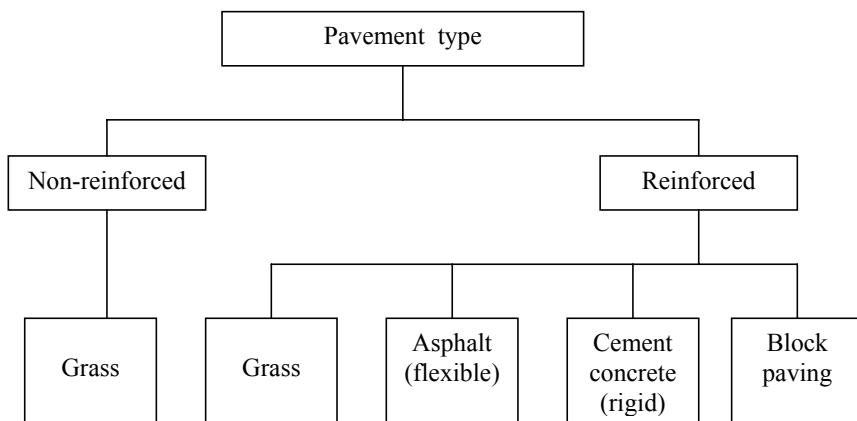 Pavement type
Non-reinforced
Reinforced
Grass
Grass
Asphalt
(flexible)
Cement
concrete
(rigid)
Block
paving